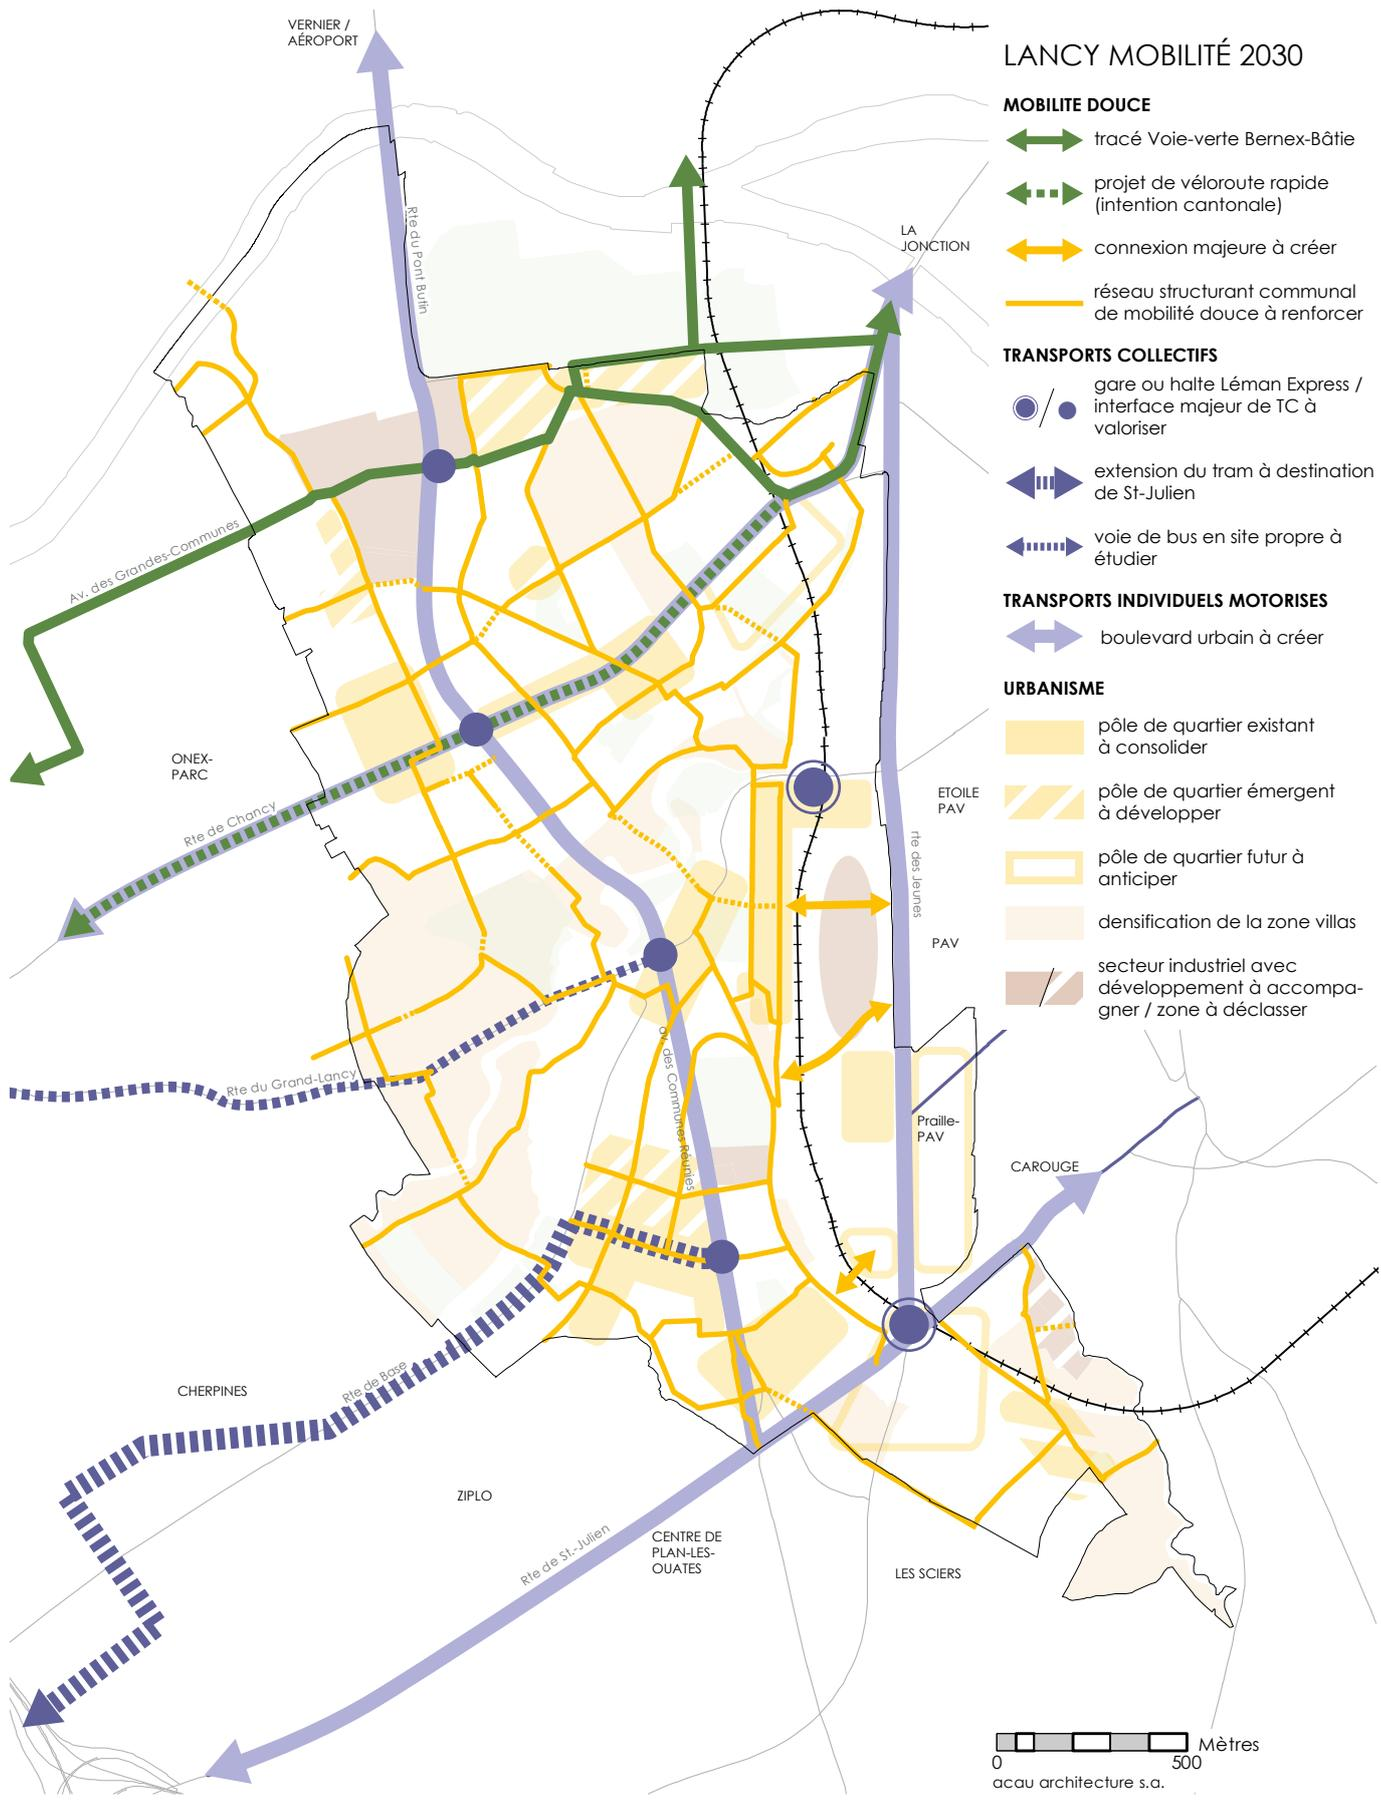 VERNIER /
AÉROPORT
LANCY MOBILITÉ 2030
MOBILITE DOUCE
tracé Voie-verte Bernex-Bâtie
projet de véloroute rapide
(intention cantonale)
connexion majeure à créer
réseau structurant communal
de mobilité douce à renforcer
TRANSPORTS COLLECTIFS
gare ou halte Léman Express /
interface majeur de TC à
valoriser
extension du tram à destination
de St-Julien
voie de bus en site propre à
étudier
TRANSPORTS INDIVIDUELS MOTORISES
boulevard urbain à créer
URBANISME
pôle de quartier existant
à consolider
pôle de quartier émergent
à développer
pôle de quartier futur à
anticiper
densification de la zone villas
secteur industriel avec
développement à accompa-
gner / zone à déclasser
LA
JONCTION
Rte du Pont Butin
Av. des Grandes-Communes
ONEX-
PARC
Rte de Chancy
ETOILE
PAV
rte des Jeunes
PAV
Rte du Grand-Lancy
av. des Communes Réunies
Praille-
PAV
CAROUGE
CHERPINES
Rte de Base
ZIPLO
Rte de St.-Julien
CENTRE DE
PLAN-LES-
OUATES
LES SCIERS
Mètres
0 500
acau architecture s.a.